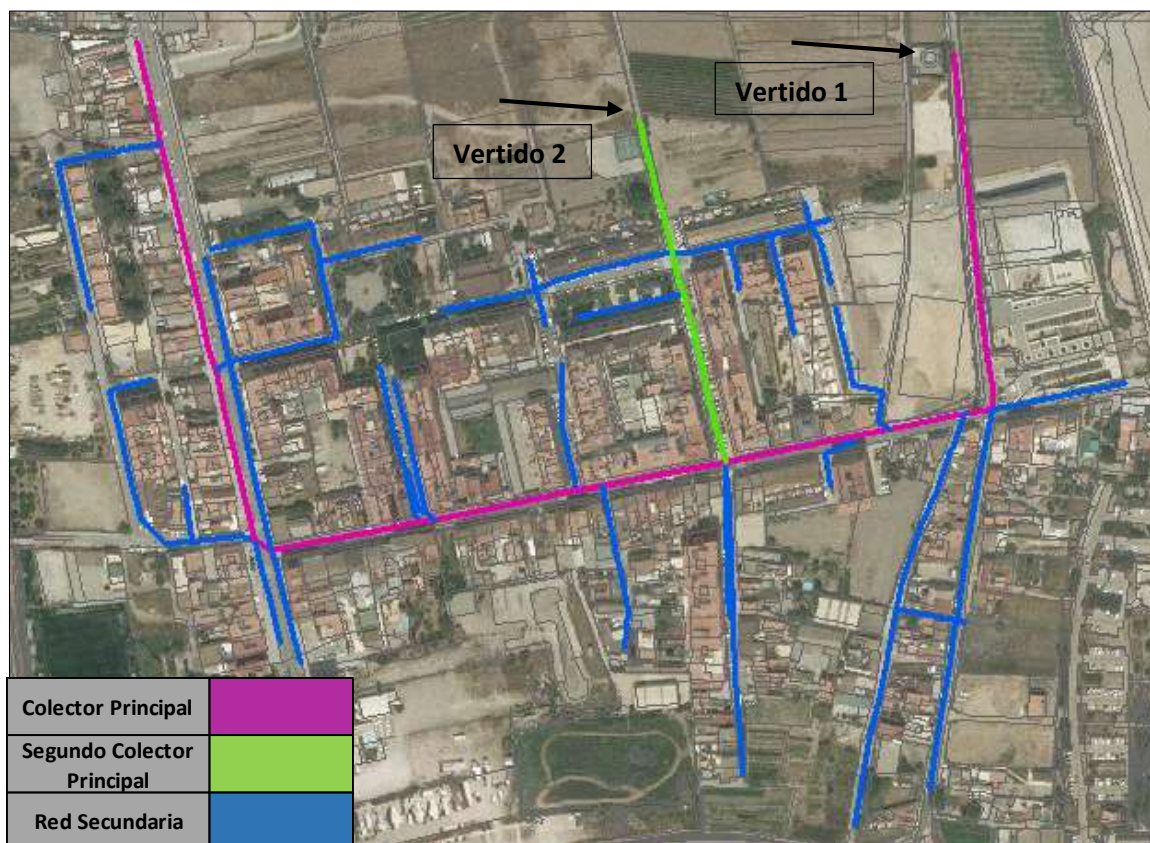 Vertido 1
Vertido 2
Colector Principal
Segundo Colector
Principal
Red Secundaria